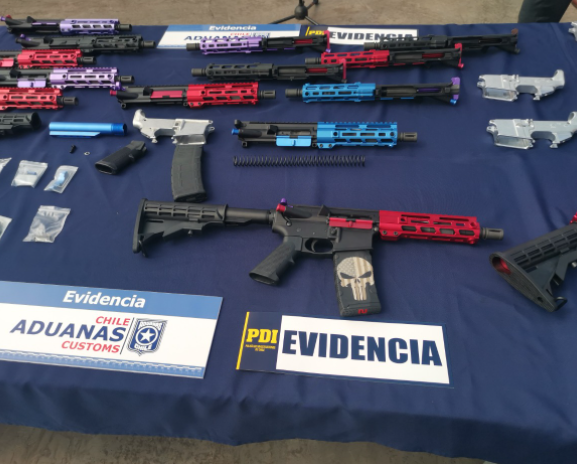 Evidencia
ADUANAS
PDI
EVIDENCIA
Evidencia
CHILE
ADUANAS
CUSTOMS
PDI
EVIDENCIA